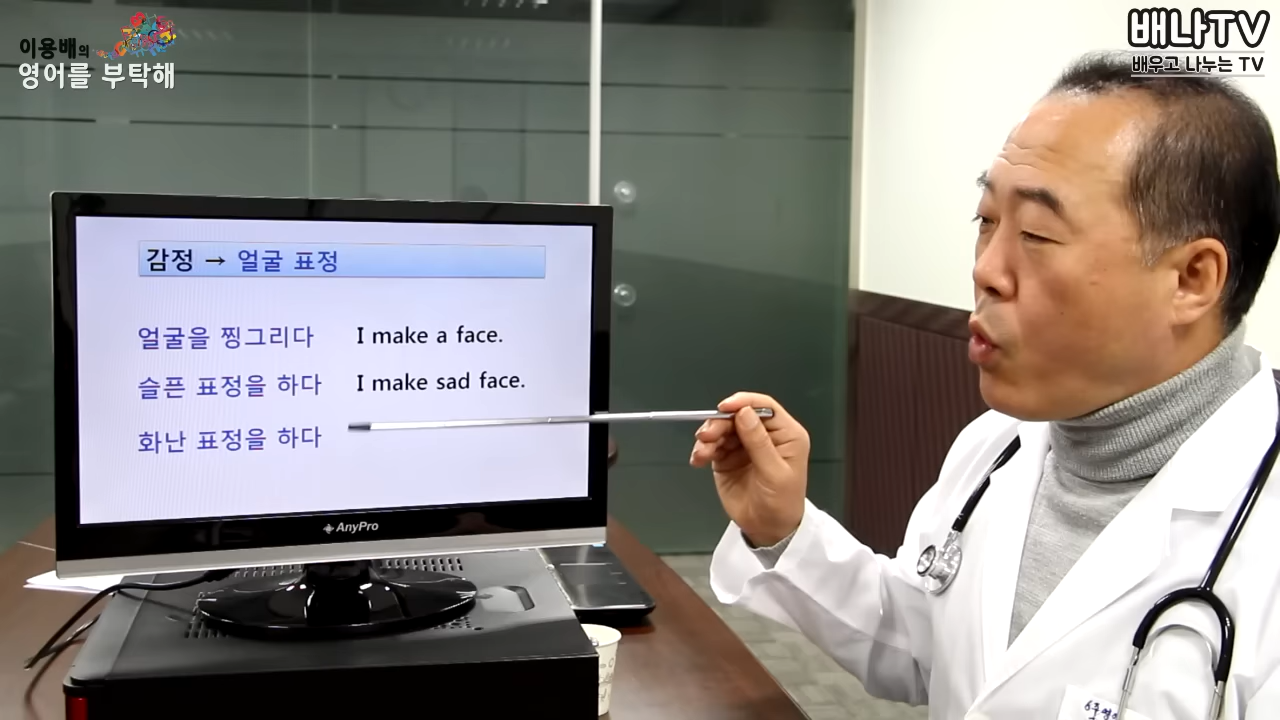 이용배의
영어를 부탁해
배나TV
배우고 나누는 TV
감정 → 얼굴 표정
얼굴을 찡그리다 I make a face.
슬픈 표정을 하다 I make sad face.
화난 표정을 하다
AnyPro